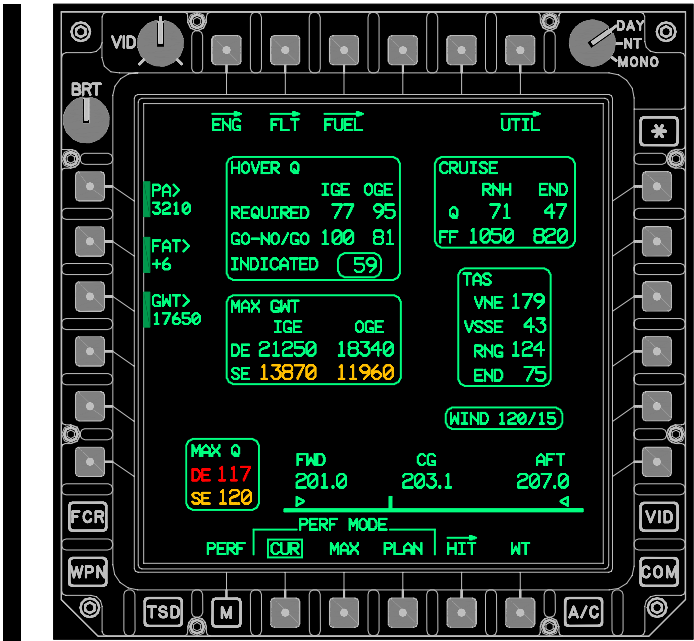 VID
DAY
NT
MONO
BRT
*
ENG FLT FUEL UTIL
PA>
3210
FAT>
+6
GWT>
17650
HOVER Q
IGE OGE
REQUIRED 77 95
GO-NO/GO 100 81
INDICATED 59
CRUISE
RNH END
Q 71 47
FF 1050 820
MAX GWT
IGE OGE
DE 21250 18340
SE 13870 11960
TAS
VNE 179
VSSE 43
RNG 124
END 75
WIND 120/15
MAX Q
DE 117
SE 120
FWD CG AFT
201.0 203.1 207.0
PERF MODE
PERF CUR MAX PLAN HIT WT
FCR
WPN
VID
COM
TSD M A/C